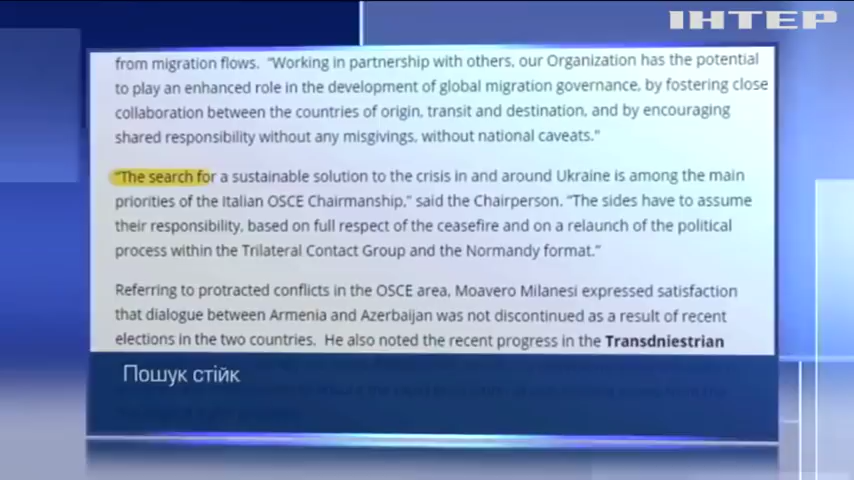 ІНТЕР
from migration flows. "Working in partnership with others, our Organization has the potential
to play an enhanced role in the development of global migration governance, by fostering close
collaboration between the countries of origin, transit and destination, and by encouraging
shared responsibility without any misgivings, without national caveats."
"The search for a sustainable solution to the crisis in and around Ukraine is among the main
priorities of the Italian OSCE Chairmanship," said the Chairperson. "The sides have to assume
their responsibility, based on full respect of the ceasefire and on a relaunch of the political
process within the Trilateral Contact Group and the Normandy format."
Referring to protracted conflicts in the OSCE area, Moavero Milanesi expressed satisfaction
that dialogue between Armenia and Azerbaijan was not discontinued as a result of recent
elections in the two countries. He also noted the recent progress in the Transdniestrian
Пошук стійк